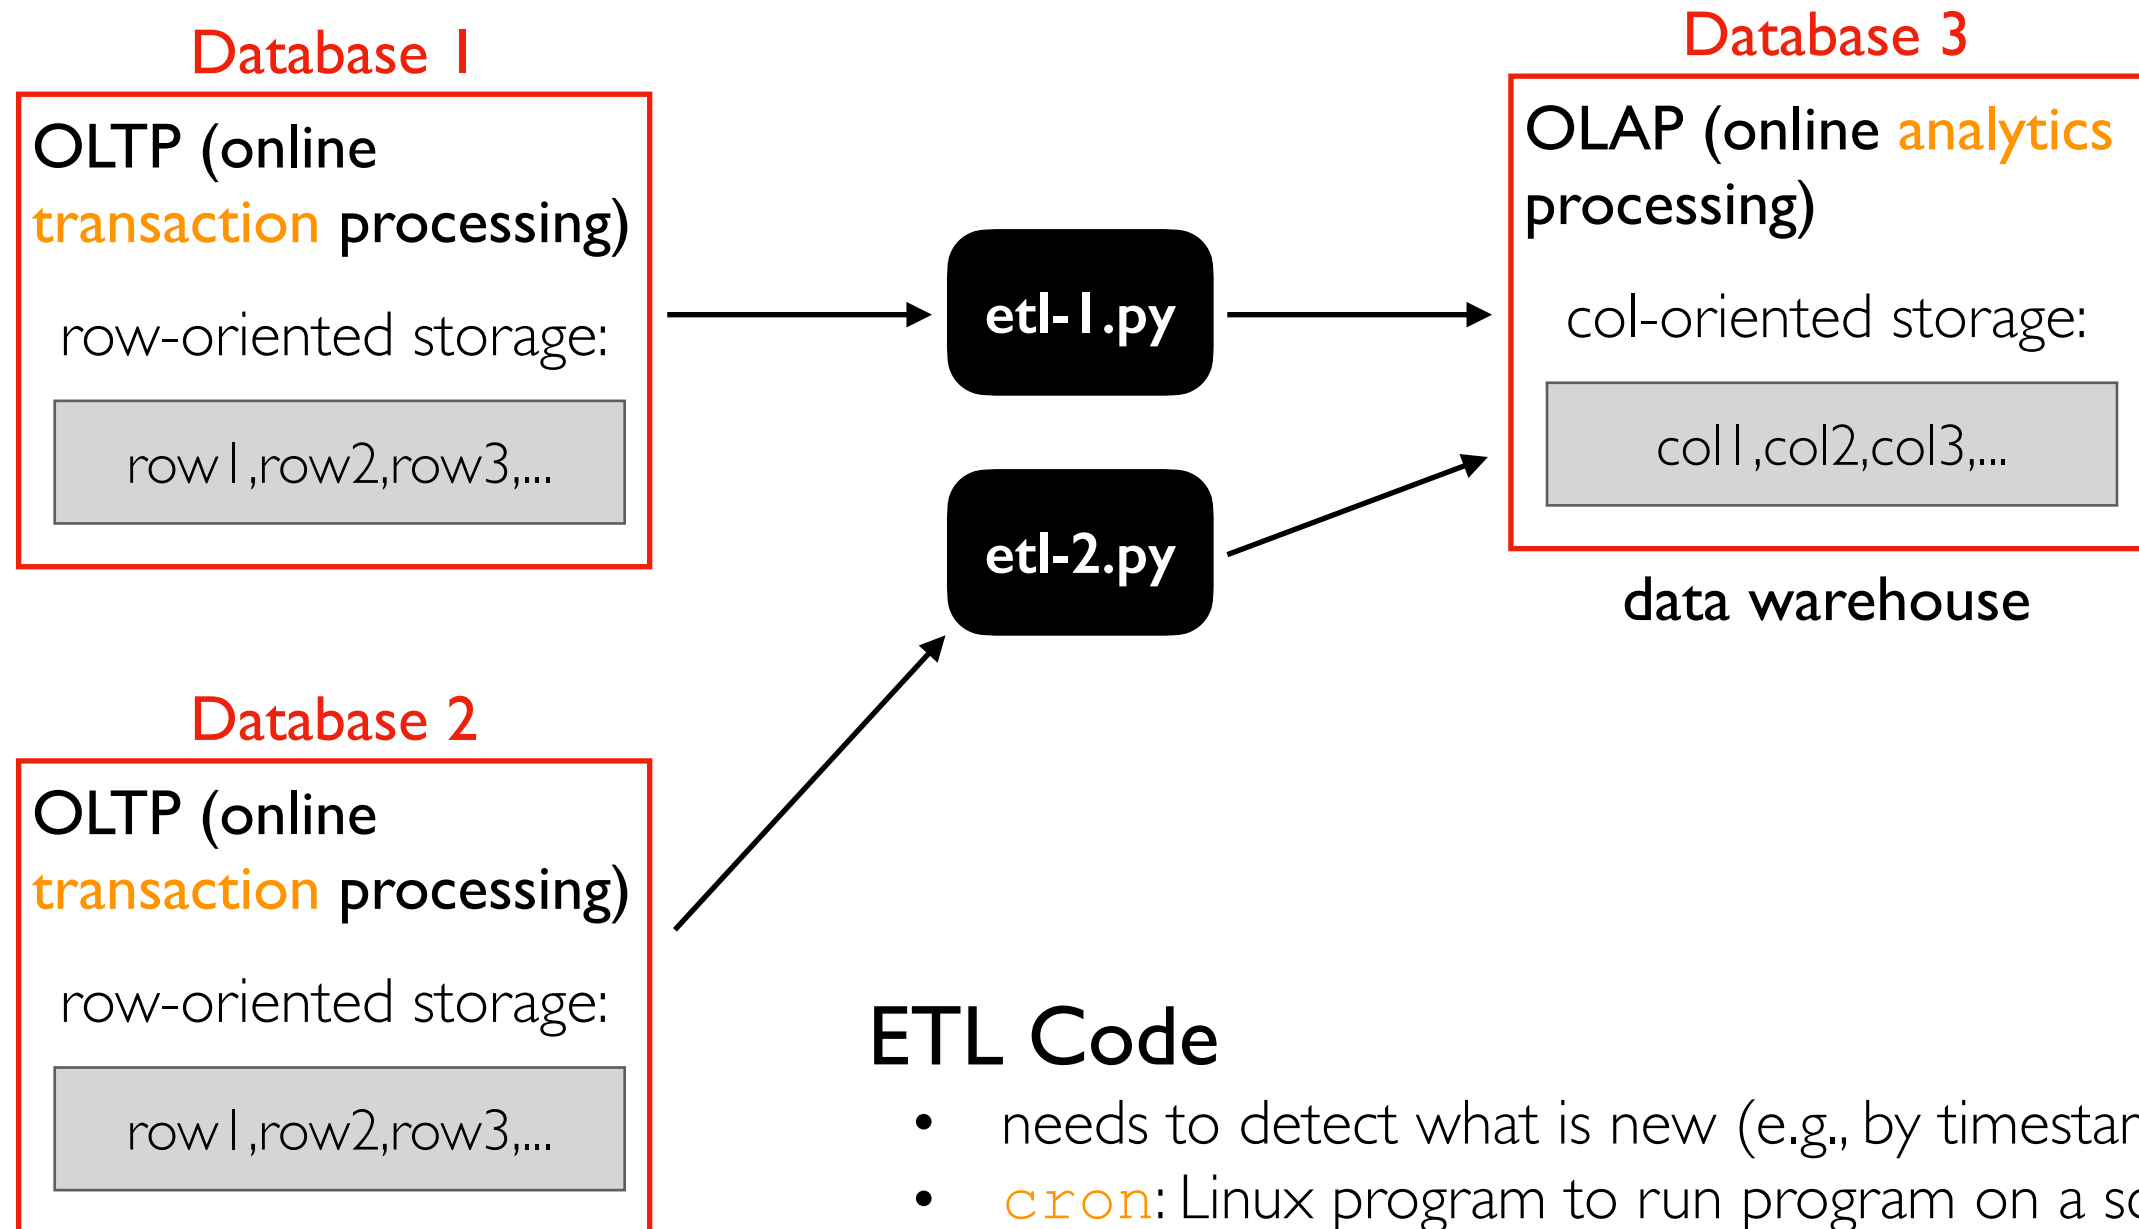 Database 1
OLTP (online
transaction processing)
row-oriented storage:
row1,row2,row3,...
etl-1.py
etl-2.py
Database 3
OLAP (online analytics
processing)
col-oriented storage:
col1,col2,col3,...
data warehouse
Database 2
OLTP (online
transaction processing)
row-oriented storage:
row1,row2,row3,...
ETL Code
• needs to detect what is new (e.g., by
• cron: Linux program to run program on a